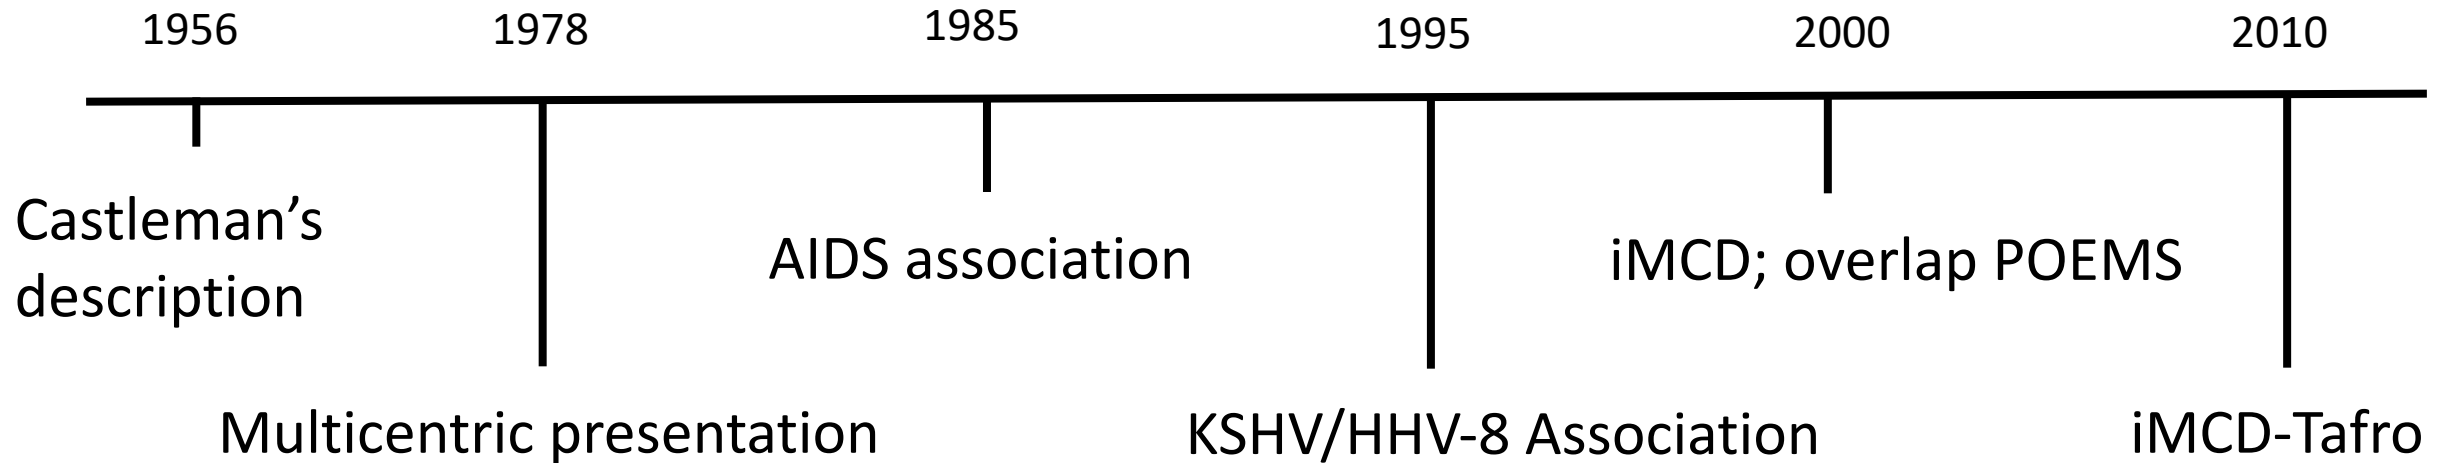 1956
1978
1985
1995
2000
2010
Castleman’s
description
AIDS association
iMCD; overlap POEMS
Multicentric presentation
KSHV/HHV-8 Association
iMCD-Tafro